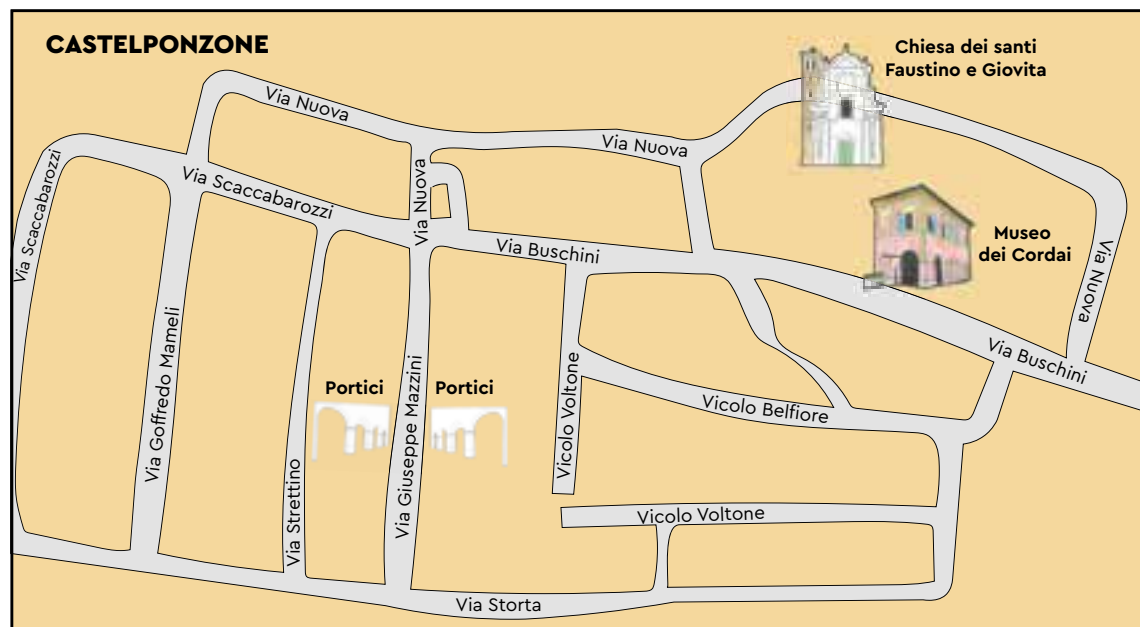 CASTELPONZONE
Chiesa dei santi
Faustino e Giovita
Via Nuova
Via Nuova
Via Nuova
Via Nuova
Via Scaccabarozzi
Via Scaccabarozzi
Via Buschini
Museo
dei Cordai
Via Buschini
Via Goffredo Mameli
Via Strettino
Portici
Portici
Via Giuseppe Mazzini
Vicolo Voltone
Vicolo Belfiore
Vicolo Voltone
Via Storta